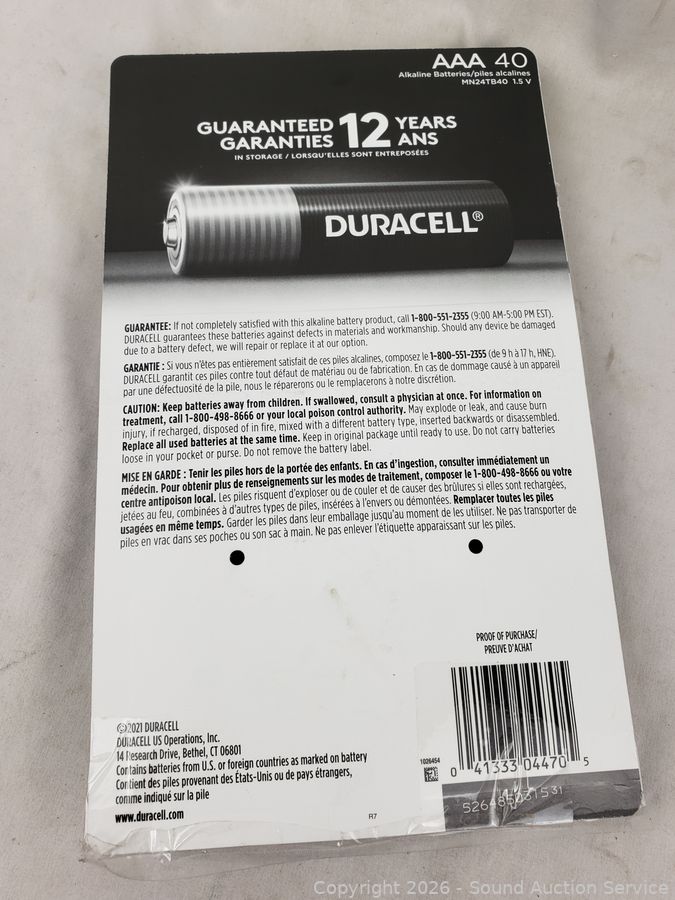 AAA 40
Alkaline Batteries/piles alcalines
MN24TB40 1.5 V
GUARANTEED 12 YEARS
GARANTIES ANS
IN STORAGE / LORSQU'ELLES SONT ENTREPOSÉES
DURACELL®
GUARANTEE: If not completely satisfied with this alkaline battery product, call 1-800-551-2355 (9:00 AM-5:00 PM EST).
DURACELL guarantees these batteries against defects in materials and workmanship. Should any device be damaged
due to a battery defect, we will repair or replace it at our option.
GARANTIE : Si vous n'êtes pas entièrement satisfait de ces piles alcalines, composez le 1-800-551-2355 (de 9 h à 17 h, HNE).
DURACELL garantit ces piles contre tout défaut de matériau ou de fabrication. En cas de dommage causé à un appareil
par une défectuosité de la pile, nous le réparerons ou le remplacerons à notre discrétion.
CAUTION: Keep batteries away from children. If swallowed, consult a physician at once. For information on
treatment, call 1-800-498-8666 or your local poison control authority. May explode or leak, and cause burn
injury, if recharged, disposed of in fire, mixed with a different battery type, inserted backwards or disassembled.
Replace all used batteries at the same time. Keep in original package until ready to use. Do not carry batteries
loose in your pocket or purse. Do not remove the battery label.
MISE EN GARDE : Tenir les piles hors de la portée des enfants. En cas d'ingestion, consulter immédiatement un
médecin. Pour obtenir plus de renseignements sur les modes de traitement, composer le 1-800-498-8666 ou votre
centre antipoison local. Les piles risquent d'exploser ou de couler et de causer des brûlures si elles sont rechargées,
jetées au feu, combinées à d'autres types de piles, insérées à l'envers ou démontées. Remplacer toutes les piles
usagées en même temps. Garder les piles dans leur emballage jusqu'au moment de les utiliser. Ne pas transporter de
piles en vrac dans ses poches ou son sac à main. Ne pas enlever l'étiquette apparaissant sur les piles.
PROOF OF PURCHASE/
PREUVE D'ACHAT
©2021 DURACELL
DURACELL US Operations, Inc.
14 Research Drive, Bethel, CT 06801
Contains batteries from U.S. or foreign countries as marked on battery
Contient des piles provenant des États-Unis ou de pays étrangers,
comme indiqué sur la pile
www.duracell.com
R7
1026454
0 41333 04470 5
Copyright 2026 - Sound Auction Service